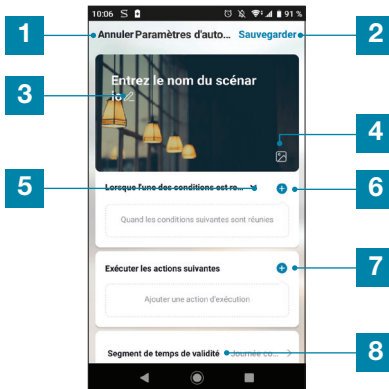 10:06 91 %
1
Annuler Paramètres d'auto... Sauvegarder
2
Entrez le nom du scénar
io
3
4
5
Lorsque l'une des conditions est re...
6
Quand les conditions suivantes sont réunies
Exécuter les actions suivantes
7
Ajouter une action d'exécution
Segment de temps de validité Journée co...
8